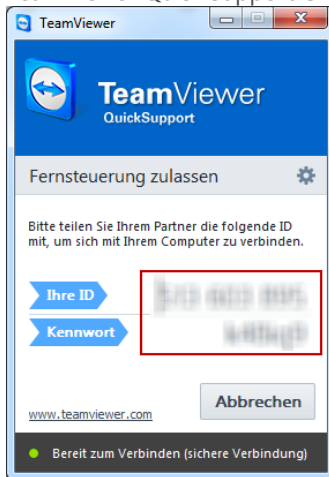 TeamViewer
TeamViewer
QuickSupport
Fernsteuerung zulassen
Bitte teilen Sie Ihrem Partner die folgende ID
mit, um sich mit Ihrem Computer zu verbinden.
Ihre ID
Kennwort
Abbrechen
www.teamviewer.com
Bereit zum Verbinden (sichere Verbindung)